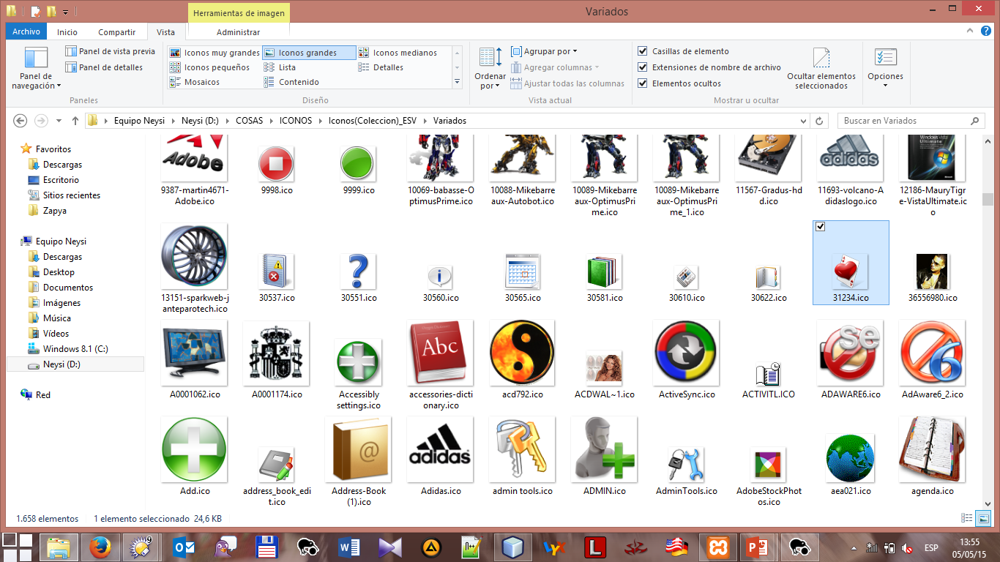 Herramientas de imagen
Variados
Archivo Inicio Compartir Vista Administrar
Panel de navegación
Panel de vista previa
Panel de detalles
Paneles
Iconos muy grandes Iconos grandes Iconos medianos
Iconos pequeños Lista Detalles
Mosaicos Contenido
Diseño
Ordenar por
Agrupar por
Agregar columnas
Ajustar todas las columnas
Vista actual
Casillas de elemento
Extensiones de nombre de archivo
Elementos ocultos
Ocultar elementos seleccionados
Mostrar u ocultar
Opciones
Equipo Neysi Neysi (D:) COSAS ICONOS Iconos(Coleccion)_ESV Variados
Buscar en Variados
Favoritos
Descargas
Escritorio
Sitios recientes
Zapya
Equipo Neysi
Descargas
Desktop
Documentos
Imágenes
Música
Vídeos
Windows 8.1 (C:)
Neysi (D:)
Red
Adobe
adidas
Windows Vista
Ultimate
9387-martin4671-Adobe.ico
9998.ico
9999.ico
10069-babasse-OptimusPrime.ico
10088-Mikebarreaux-Autobot.ico
10089-Mikebarreaux-OptimusPrime.ico
10089-Mikebarreaux-OptimusPrime_1.ico
11567-Gradus-hdd.ico
11693-volcano-Adidaslogo.ico
12186-MauryTigre-VistaUltimate.ico
13151-sparkweb-janteparotech.ico
30537.ico
30551.ico
30560.ico
30565.ico
30581.ico
30610.ico
30622.ico
31234.ico
36556980.ico
Abc
se
6
A0001062.ico
A0001174.ico
Accessibly settings.ico
accessories-dictionary.ico
acd792.ico
ACDWAL~1.ico
ActiveSync.ico
ACTIVITL.ICO
ADAWARE6.ico
AdAware6_2.ico
@
adidas
Add.ico
address_book_edit.ico
Address-Book (1).ico
Adidas.ico
admin tools.ico
ADMIN.ico
AdminTools.ico
AdobeStockPhotos.ico
aea021.ico
agenda.ico
1.658 elementos 1 elemento seleccionado 24,6 KB
ESP
13:55
05/05/15